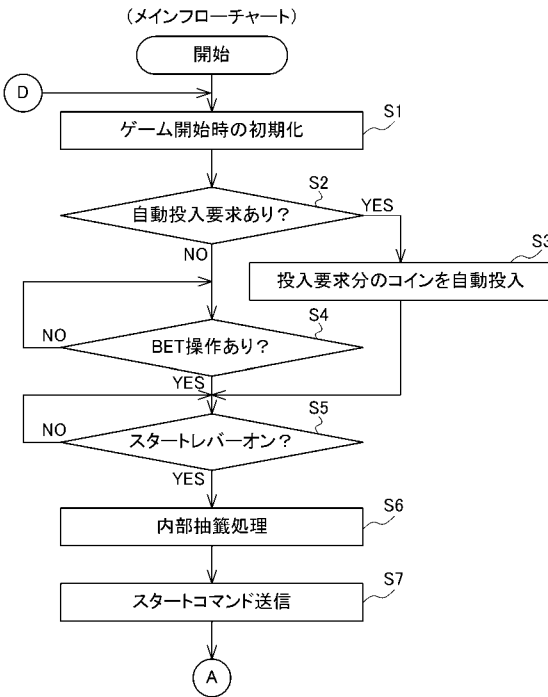 （メインフローチャート）
開始
D
S1
ゲーム開始時の初期化
S2
自動投入要求あり？
YES
NO
S3
投入要求分のコインを自動投入
S4
NO
BET操作あり？
YES
S5
NO
スタートレバーオン？
YES
S6
内部抽籤処理
S7
スタートコマンド送信
A